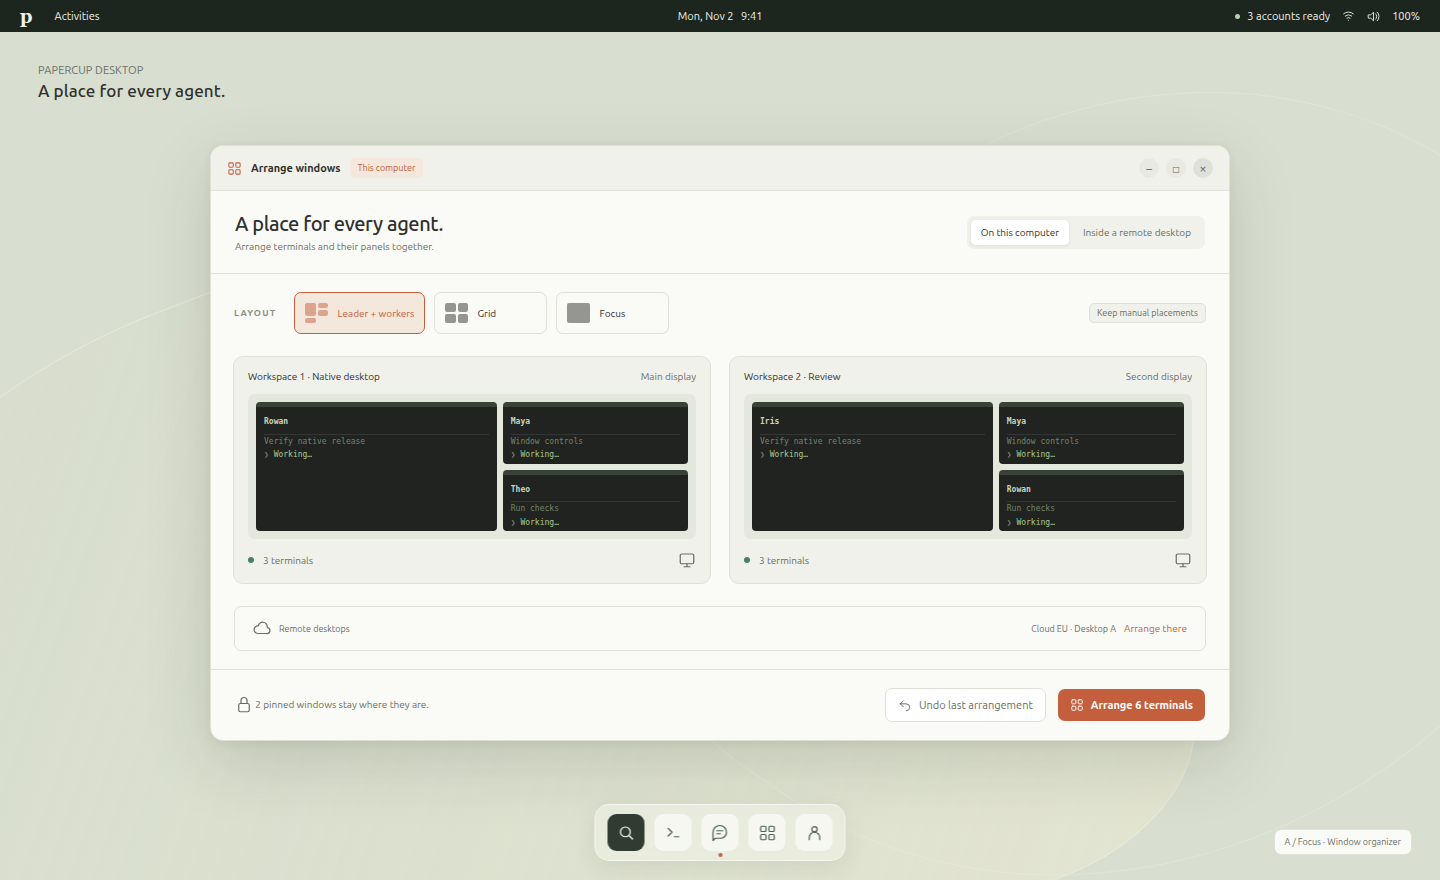 p Activities Mon, Nov 2 9:41 3 accounts ready 100%
PAPERCUP DESKTOP
A place for every agent.
Arrange windows This computer
A place for every agent.
Arrange terminals and their panels together.
On this computer Inside a remote desktop
LAYOUT Leader + workers Grid Focus Keep manual placements
Workspace 1 · Native desktop Main display
Rowan
Verify native release
❯ Working…
Maya
Window controls
❯ Working…
Theo
Run checks
❯ Working…
3 terminals
Workspace 2 · Review Second display
Iris
Verify native release
❯ Working…
Maya
Window controls
❯ Working…
Rowan
Run checks
❯ Working…
3 terminals
Remote desktops Cloud EU · Desktop A Arrange there
2 pinned windows stay where they are. Undo last arrangement Arrange 6 terminals
A / Focus · Window organizer